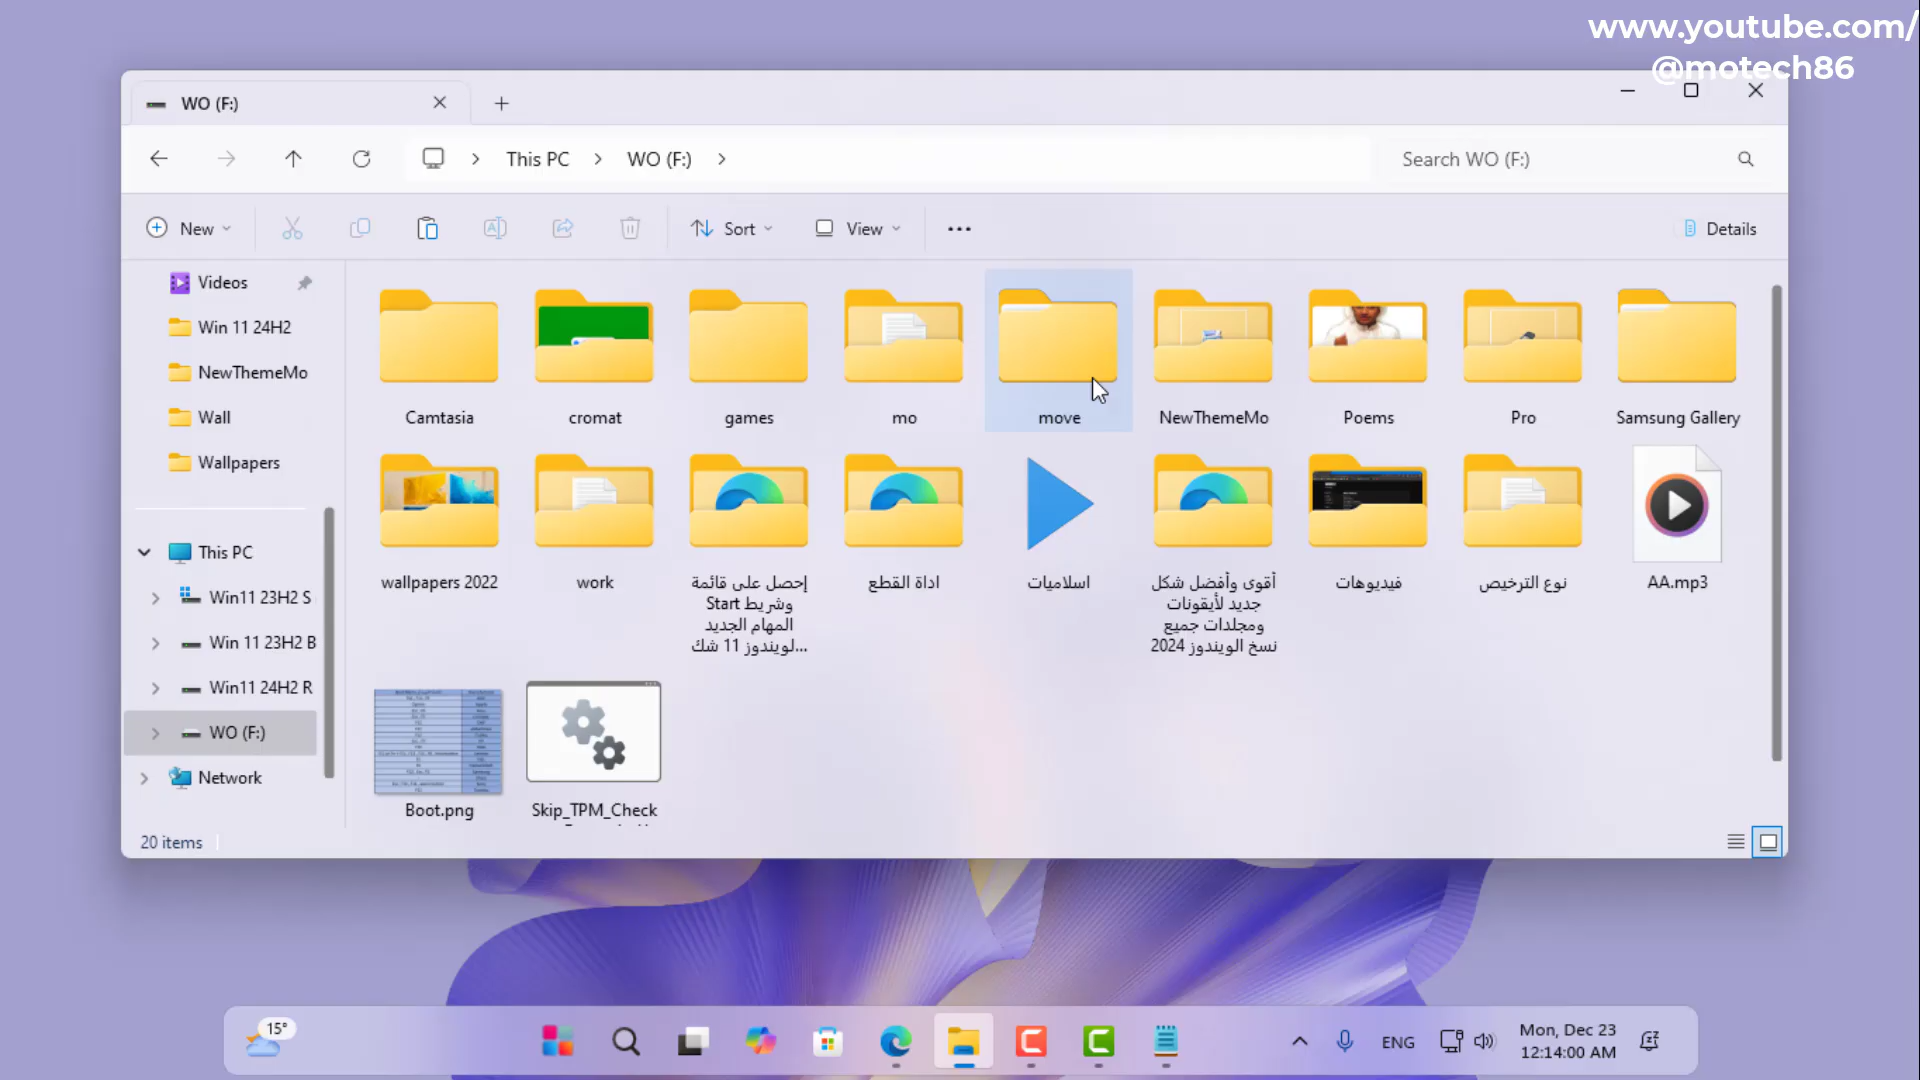 www.youtube.com/
@motech86
WO (F:)
This PC
WO (F:)
Search WO (F:)
New
Sort
View
Details
Videos
Win 11 24H2
NewThemeMo
Wall
Wallpapers
This PC
Win11 23H2 S
Win 11 23H2 B
Win11 24H2 R
WO (F:)
Network
Camtasia
cromat
games
mo
move
NewThemeMo
Poems
Pro
Samsung Gallery
wallpapers 2022
work
إحصل على قائمة
وشريط Start
المهام الجديد
لويندوز 11 شك...
اداة القطع
اسلاميات
أقوى وأفضل شكل
جديد لأيقونات
ومجلدات جميع
نسخ الويندوز 2024
فيديوهات
نوع الترخيص
AA.mp3
Boot.png
Skip_TPM_Check
20 items
15°
ENG
Mon, Dec 23
12:14:00 AM